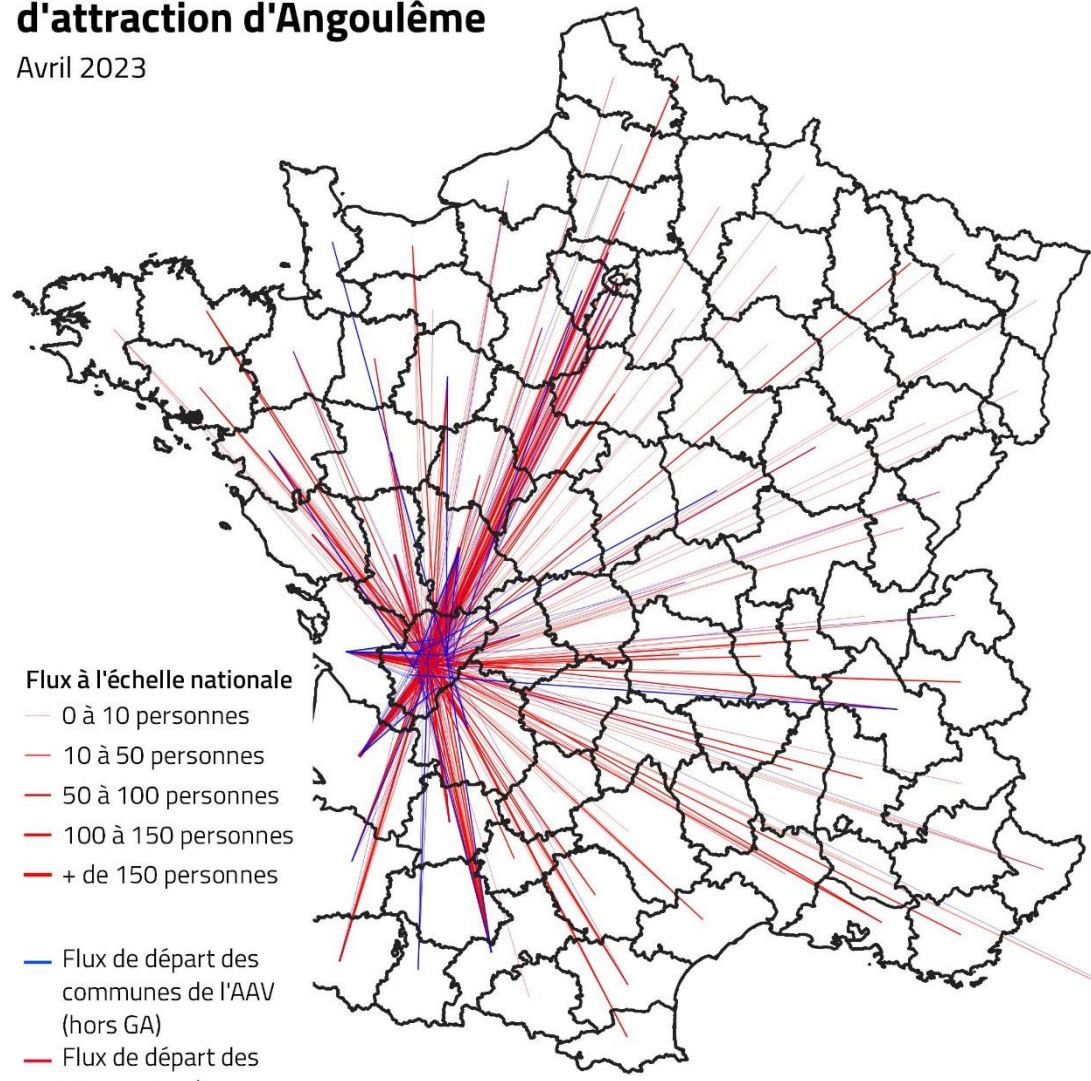 d'attraction d'Angoulême
Avril 2023
Flux à l'échelle nationale
0 à 10 personnes
10 à 50 personnes
50 à 100 personnes
100 à 150 personnes
+ de 150 personnes
Flux de départ des
communes de l'AAV
(hors GA)
Flux de départ des